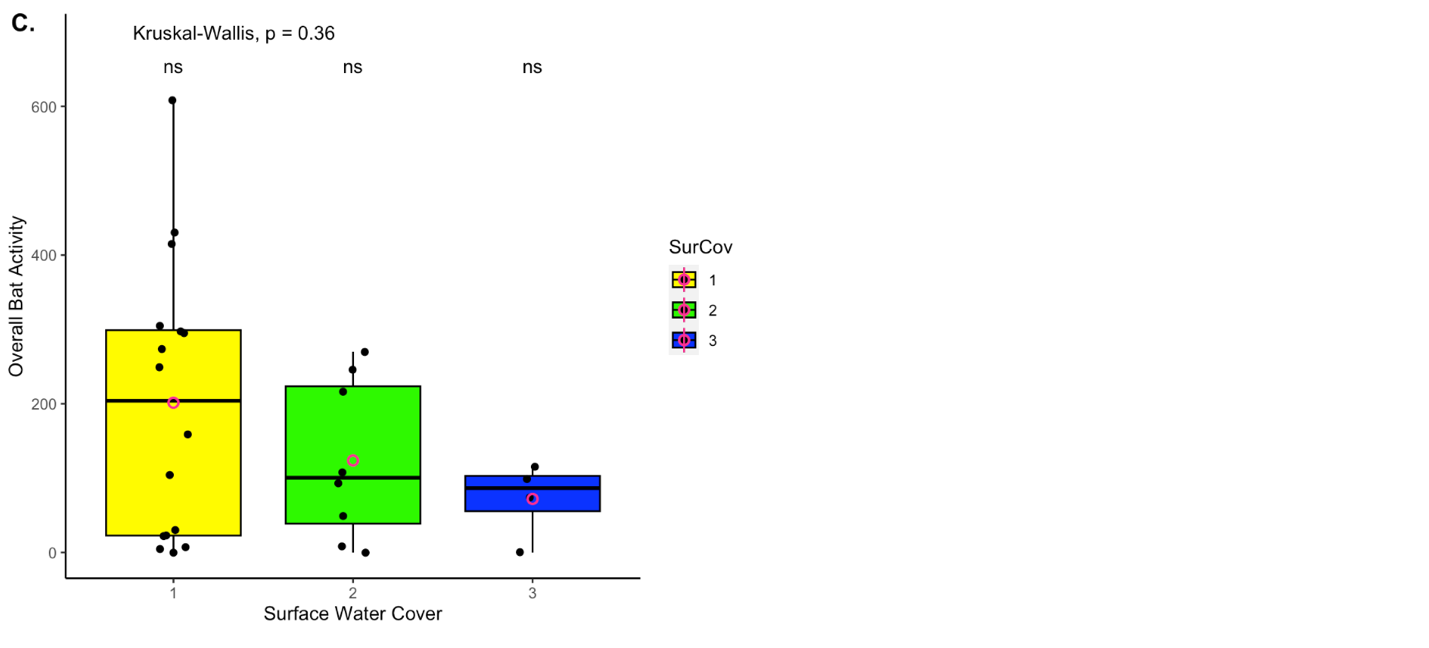 C.
Kruskal-Wallis, p = 0.36
ns ns ns
600
400
200
0
Overall Bat Activity
1 2 3
Surface Water Cover
SurCov
1
2
3